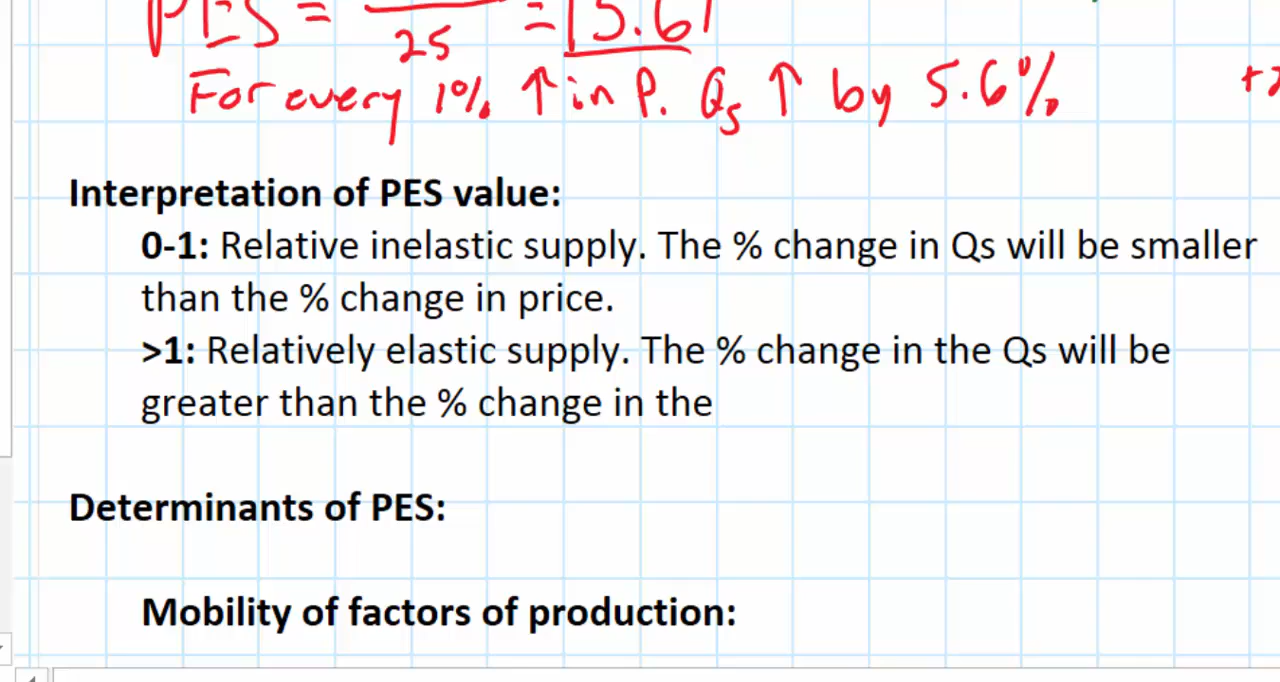 PES = 
25 = 5.6
For every 1% ↑ in P. Qs ↑ by 5.6%
Interpretation of PES value:
0-1: Relative inelastic supply. The % change in Qs will be smaller
than the % change in price.
>1: Relatively elastic supply. The % change in the Qs will be
greater than the % change in the
Determinants of PES:
Mobility of factors of production: